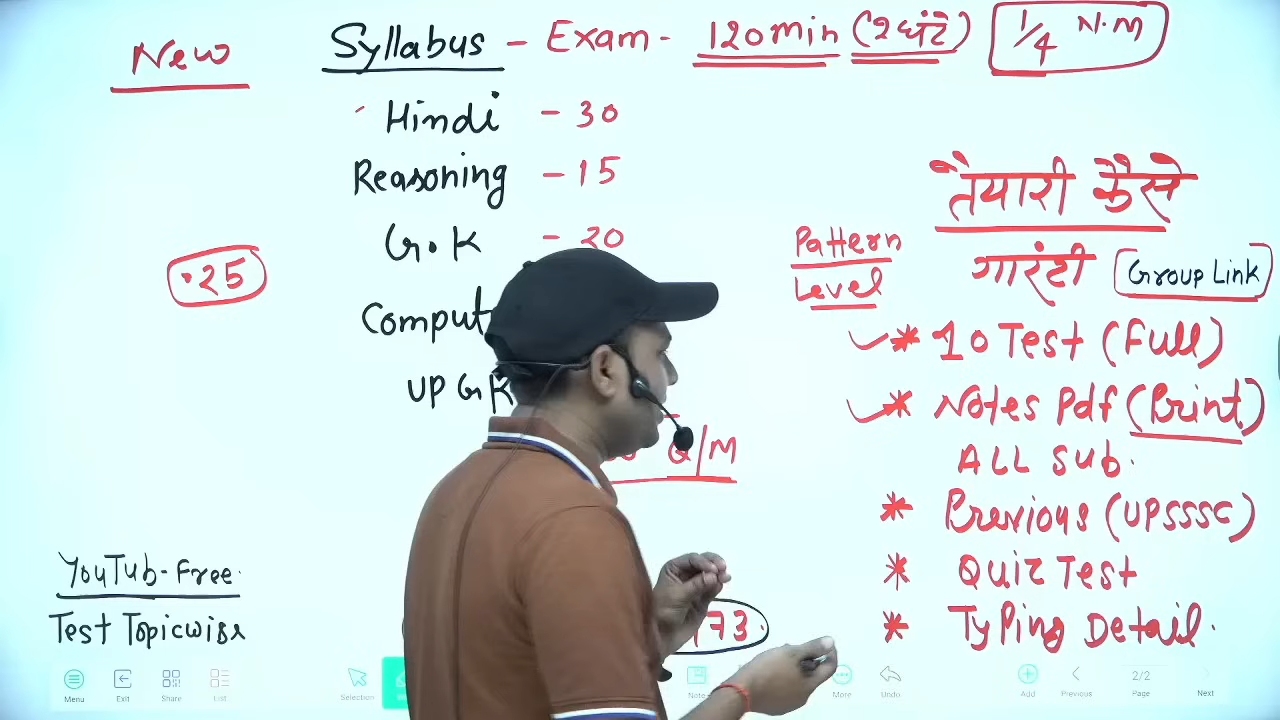 New
Syllabus - Exam - 120min (2 घंटे)
1/4 N.M
Hindi - 30
Reasoning - 15
G.K - 20
Comput
UP GK
Q/M
.25
तैयारी कैसे
Pattern
Level
गारंटी
Group Link
* 10 Test (Full)
* Notes Pdf (Print)
ALL Sub.
* Previous (UPSSSC)
* Quiz Test
* Typing Detail.
YouTub-Free.
Test Topicwise
73.
Menu
Exit
Share
List
Selection
Note
More
Undo
Add
Previous
2/2
Page
Next